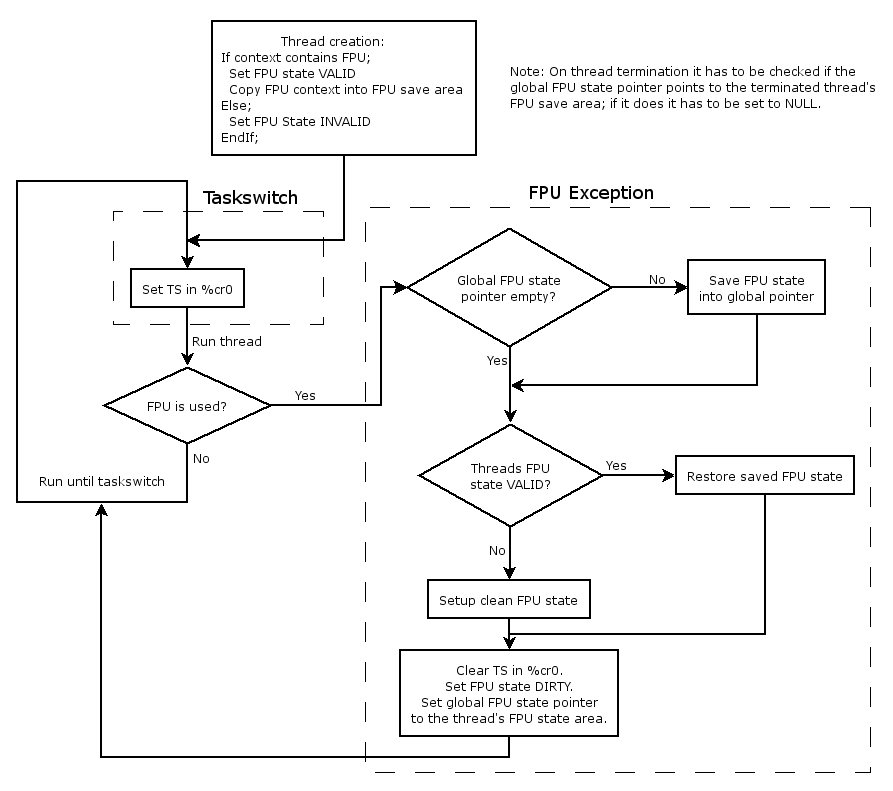 Thread creation:
If context contains FPU;
Set FPU state VALID
Copy FPU context into FPU save area
Else;
Set FPU State INVALID
EndIf;
Note: On thread termination it has to be checked if the
global FPU state pointer points to the terminated thread's
FPU save area; if it does it has to be set to NULL.
Taskswitch
Set TS in %cr0
Run thread
FPU is used?
Yes
No
Run until taskswitch
FPU Exception
Global FPU state
pointer empty?
No
Save FPU state
into global pointer
Yes
Threads FPU
state VALID?
Yes
Restore saved FPU state
No
Setup clean FPU state
Clear TS in %cr0.
Set FPU state DIRTY.
Set global FPU state pointer
to the thread's FPU state area.